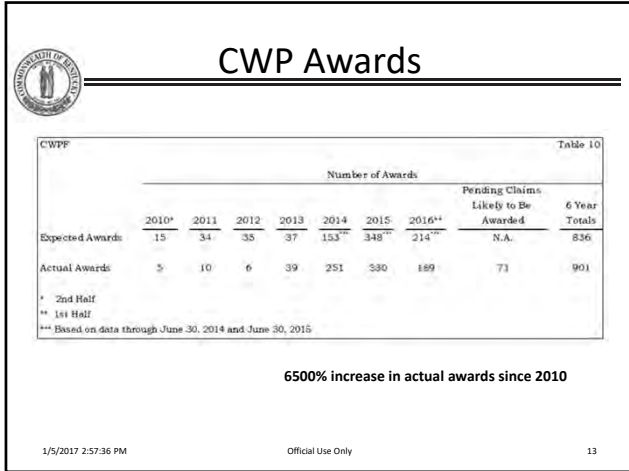 CWP Awards
COMMONWEALTH OF KENTUCKY
CWPF Table 10
Number of Awards
Pending Claims
Likely to Be 6 Year
2010* 2011 2012 2013 2014 2015 2016** Awarded Totals
Expected Awards 15 34 35 37 153*** 348*** 214*** N.A. 836
Actual Awards 5 10 6 39 251 330 189 71 901
* 2nd Half
** 1st Half
*** Based on data through June 30, 2014 and June 30, 2015
6500% increase in actual awards since 2010
1/5/2017 2:57:36 PM Official Use Only 13